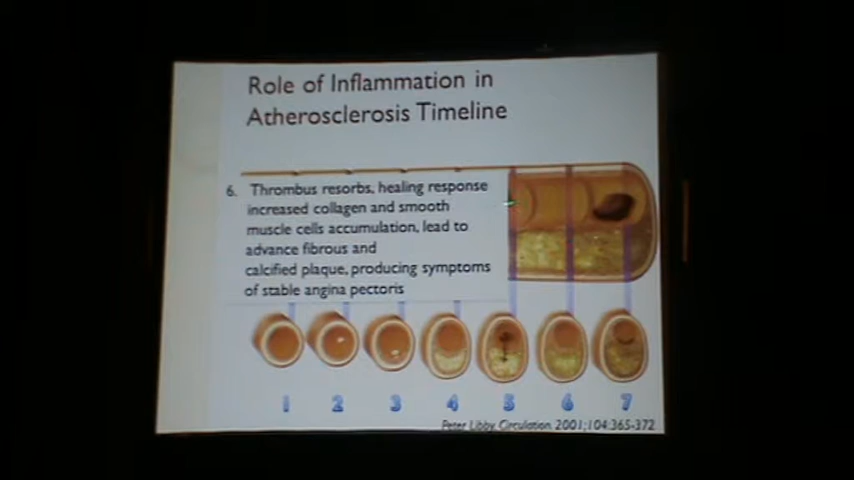 Role of Inflammation in
Atherosclerosis Timeline
6. Thrombus resorbs, healing response
increased collagen and smooth
muscle cells accumulation, lead to
advance fibrous and
calcified plaque, producing symptoms
of stable angina pectoris
1 2 3 4 5 6 7
Peter Libby. Circulation. 2001;104:365-372